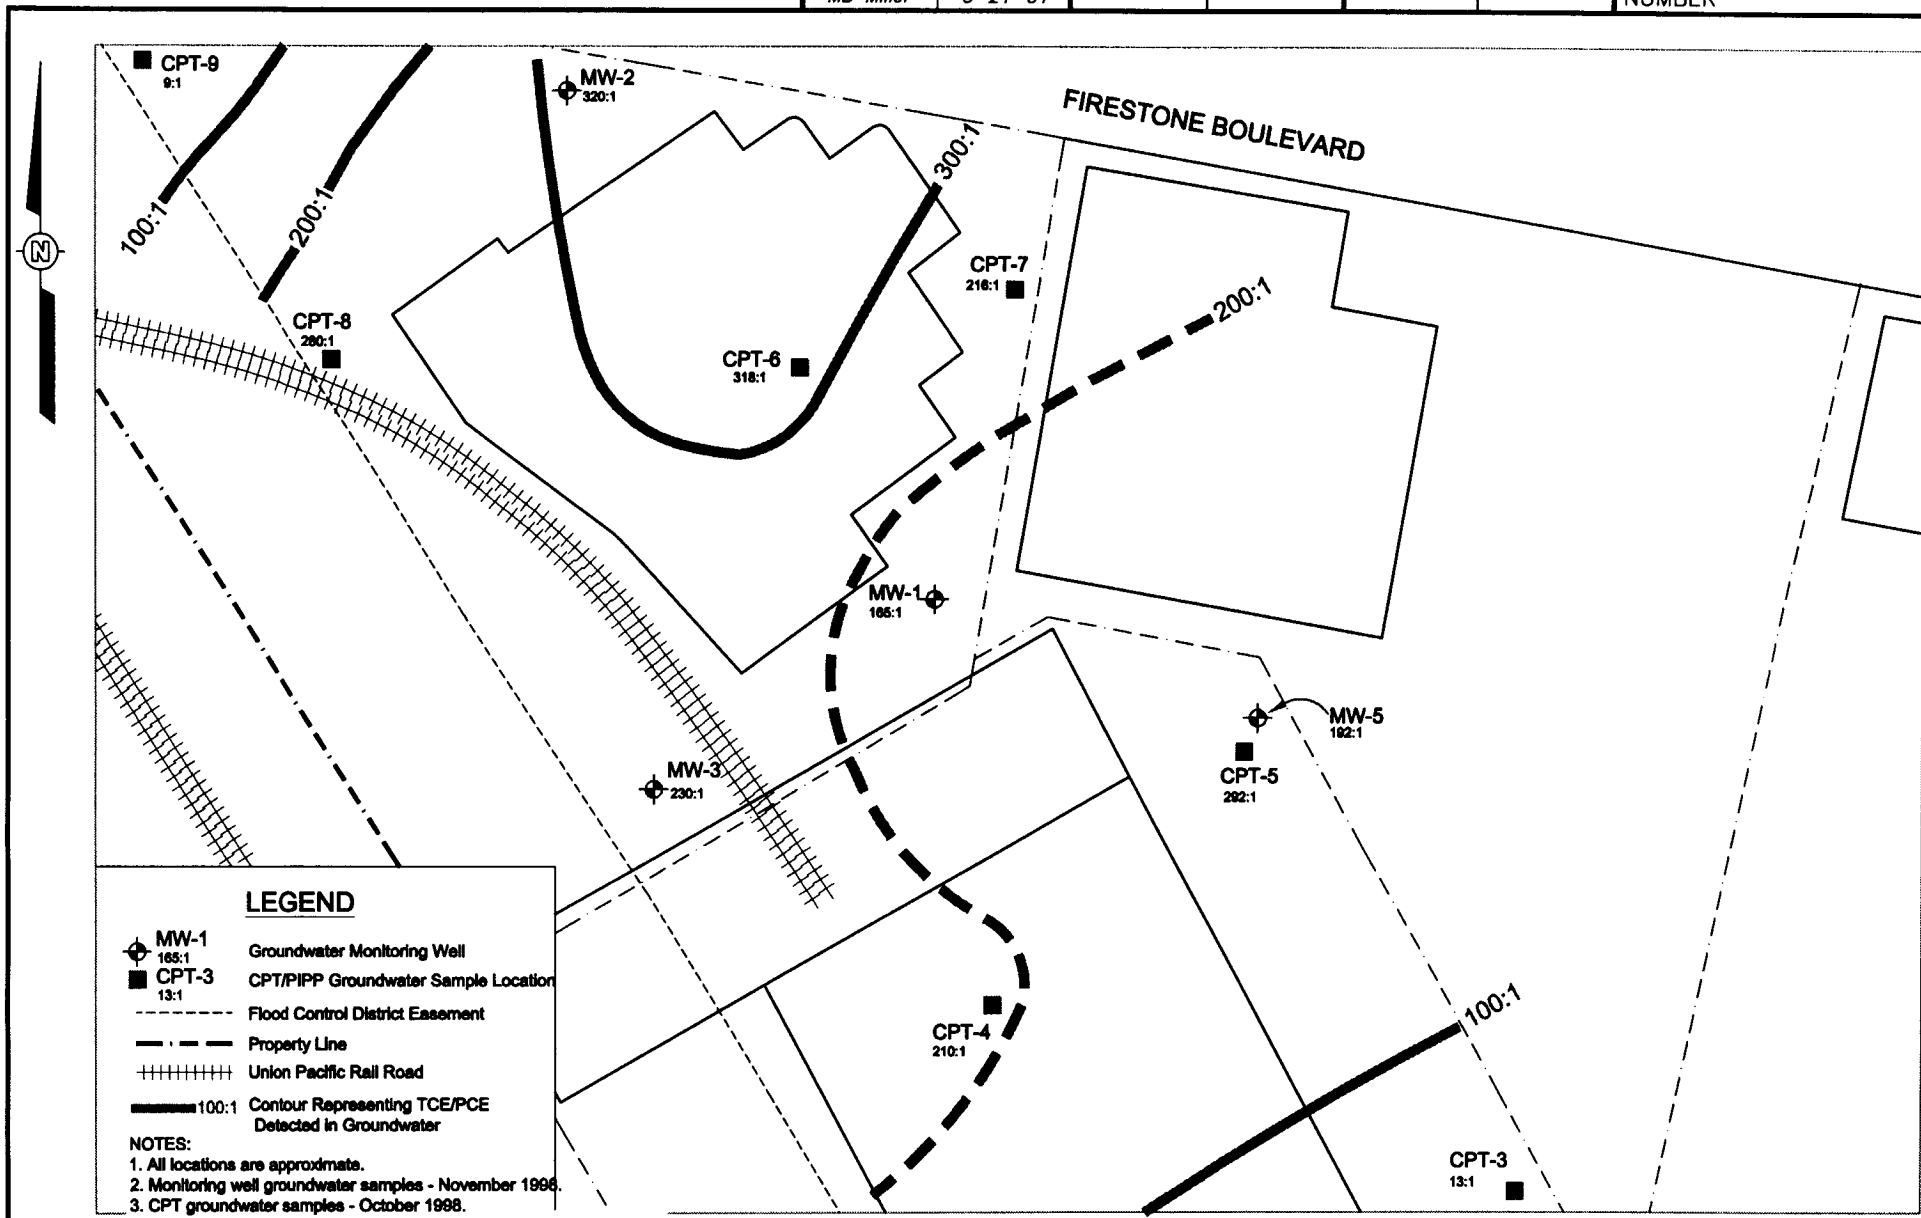 NUMBER
CPT-9
9:1
MW-2
320:1
FIRESTONE BOULEVARD
100:1
200:1
300:1
N
CPT-7
216:1
200:1
CPT-8
280:1
CPT-6
318:1
MW-1
165:1
MW-5
192:1
MW-3
230:1
CPT-5
292:1
LEGEND
MW-1
165:1
Groundwater Monitoring Well
CPT-3
13:1
CPT/PIPP Groundwater Sample Location
Flood Control District Easement
Property Line
Union Pacific Rail Road
100:1 Contour Representing TCE/PCE
Detected in Groundwater
NOTES:
1. All locations are approximate.
2. Monitoring well groundwater samples - November 1998.
3. CPT groundwater samples - October 1998.
CPT-4
210:1
100:1
CPT-3
13:1